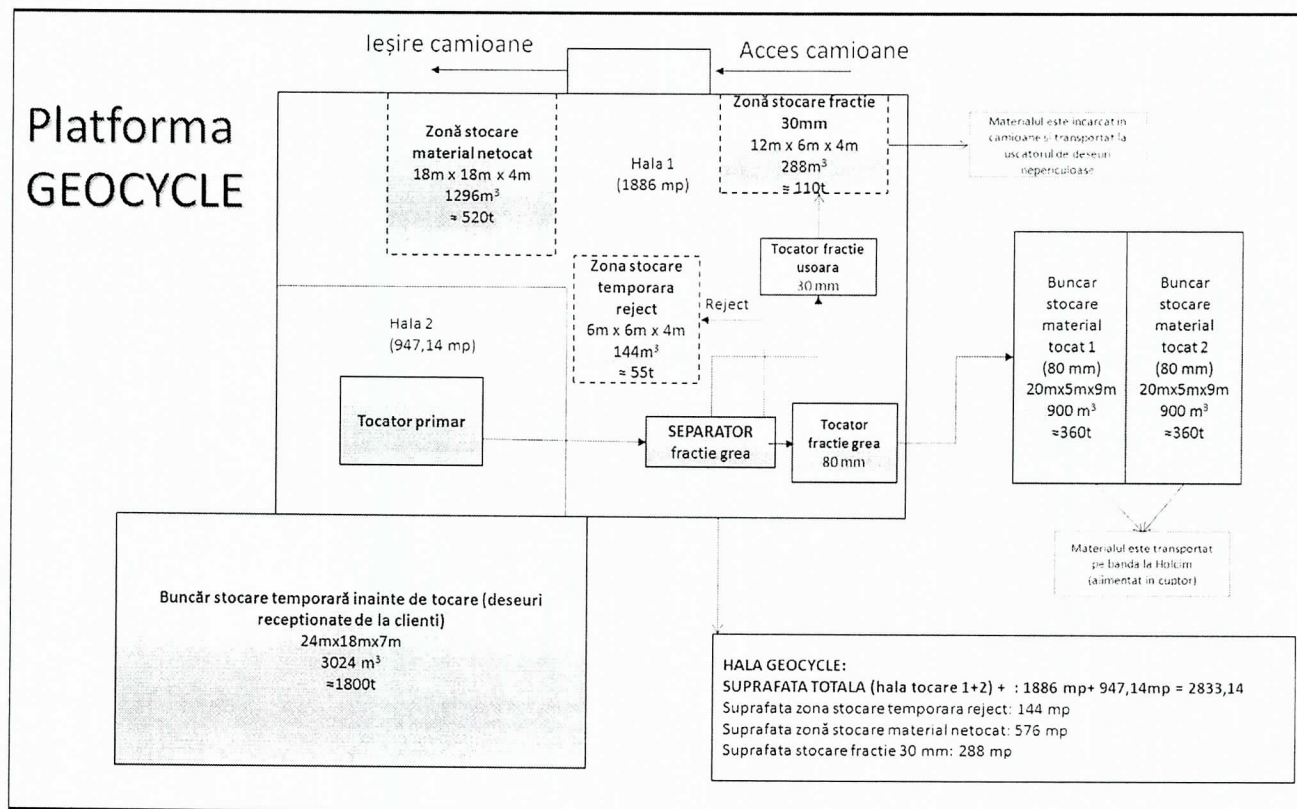 Ieșire camioane
Acces camioane
Platforma
GEOCYCLE
Zonă stocare
material netocat
18m x 18m x 4m
1296m³
≈ 520t
Hala 1
(1886 mp)
Zonă stocare fractie
30mm
12m x 6m x 4m
288m³
≈ 110t
Materialul este incarcat in
camioane si transportat la
uscatorul de deseuri
nepericuloase
Tocator fractie
usoara
30 mm
Zona stocare
temporara
reject
6m x 6m x 4m
144m³
≈ 55t
Reject
Hala 2
(947,14 mp)
Tocator primar
SEPARATOR
fractie grea
Tocator
fractie grea
80 mm
Buncar
stocare
material
tocat 1
(80 mm)
20mx5mx9m
900 m³
≈360t
Buncar
stocare
material
tocat 2
(80 mm)
20mx5mx9m
900 m³
≈360t
Materialul este transportat
pe banda la Holcim
(alimentat in cuptor)
Buncăr stocare temporară inainte de tocare (deseuri
receptionate de la clienti)
24mx18mx7m
3024 m³
≈1800t
HALA GEOCYCLE:
SUPRAFATA TOTALA (hala tocare 1+2) + : 1886 mp+ 947,14mp = 2833,14
Suprafata zona stocare temporara reject: 144 mp
Suprafata zonă stocare material netocat: 576 mp
Suprafata stocare fractie 30 mm: 288 mp